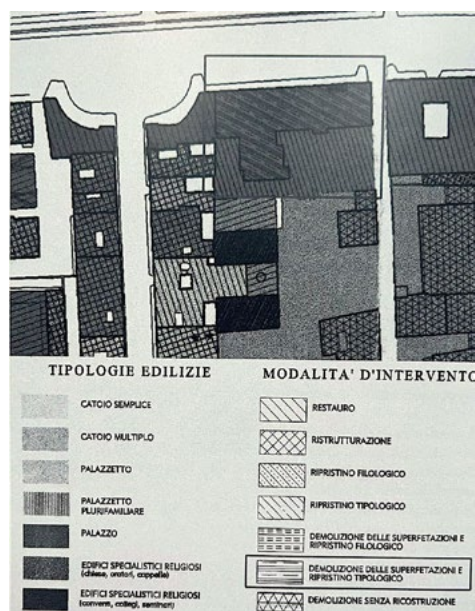 TIPOLOGIE EDILIZIE
CATOIO SEMPLICE
CATOIO MULTIPLO
PALAZZETTO
PALAZZETTO
PLURIFAMILIARE
PALAZZO
EDIFICI SPECIALISTICI RELIGIOSI
(chiese, oratori, cappelle)
EDIFICI SPECIALISTICI RELIGIOSI
(conventi, collegi, seminari)
MODALITA' D'INTERVENTO
RESTAURO
RISTRUTTURAZIONE
RIPRISTINO FILOLOGICO
RIPRISTINO TIPOLOGICO
DEMOLIZIONE DELLE SUPERFETAZIONI E
RIPRISTINO FILOLOGICO
DEMOLIZIONE DELLE SUPERFETAZIONI E
RIPRISTINO TIPOLOGICO
DEMOLIZIONE SENZA RICOSTRUZIONE